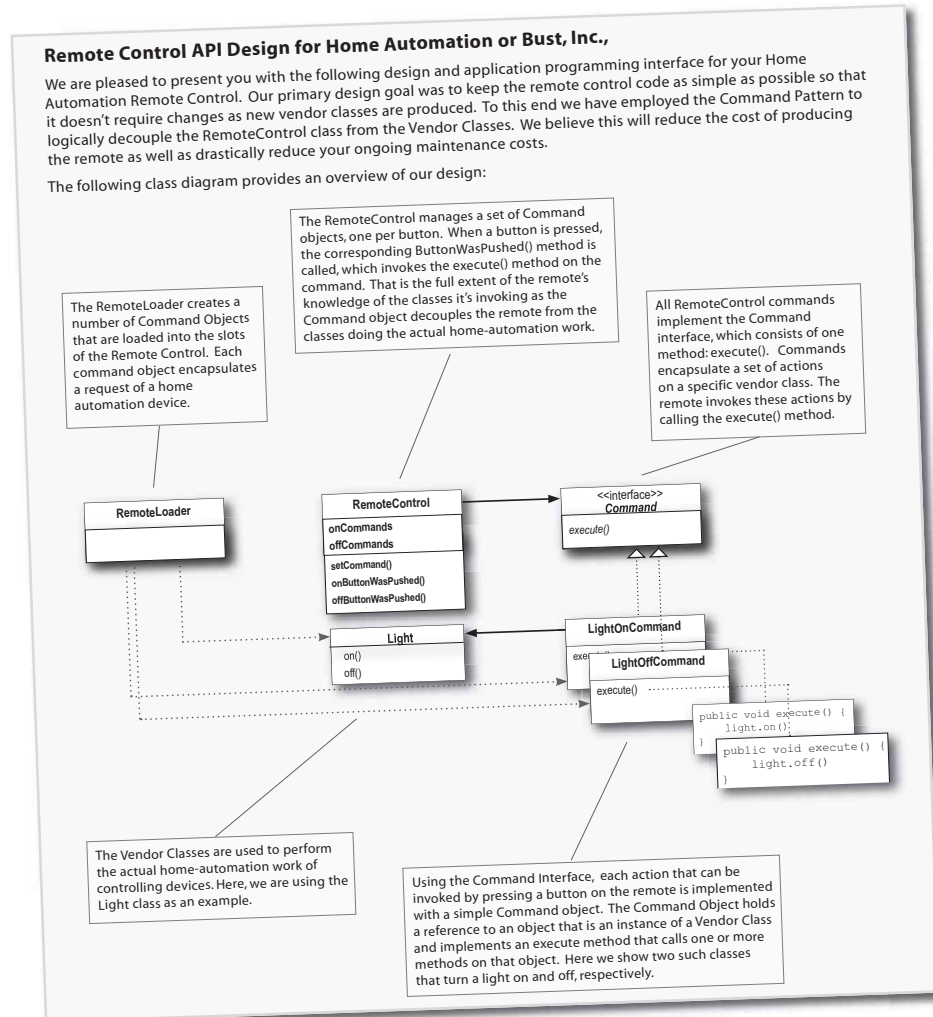 Remote Control API Design for Home Automation or Bust, Inc.,
We are pleased to present you with the following design and application programming interface for your Home
Automation Remote Control. Our primary design goal was to keep the remote control code as simple as possible so that
it doesn't require changes as new vendor classes are produced. To this end we have employed the Command Pattern to
logically decouple the RemoteControl class from the Vendor Classes. We believe this will reduce the cost of producing
the remote as well as drastically reduce your ongoing maintenance costs.
The following class diagram provides an overview of our design:
The RemoteControl manages a set of Command
objects, one per button. When a button is pressed,
the corresponding ButtonWasPushed() method is
called, which invokes the execute() method on the
command. That is the full extent of the remote's
knowledge of the classes it's invoking as the
Command object decouples the remote from the
classes doing the actual home-automation work.
The RemoteLoader creates a
number of Command Objects
that are loaded into the slots
of the Remote Control. Each
command object encapsulates
a request of a home
automation device.
All RemoteControl commands
implement the Command
interface, which consists of one
method: execute(). Commands
encapsulate a set of actions
on a specific vendor class. The
remote invokes these actions by
calling the execute() method.
RemoteLoader
RemoteControl
onCommands
offCommands
setCommand()
onButtonWasPushed()
offButtonWasPushed()
<<interface>>
Command
execute()
Light
on()
off()
LightOnCommand
LightOffCommand
execute()
public void execute() {
light.on()
}
public void execute() {
light.off()
}
The Vendor Classes are used to perform
the actual home-automation work of
controlling devices. Here, we are using the
Light class as an example.
Using the Command Interface, each action that can be
invoked by pressing a button on the remote is implemented
with a simple Command object. The Command Object holds
a reference to an object that is an instance of a Vendor Class
and implements an execute method that calls one or more
methods on that object. Here we show two such classes
that turn a light on and off, respectively.